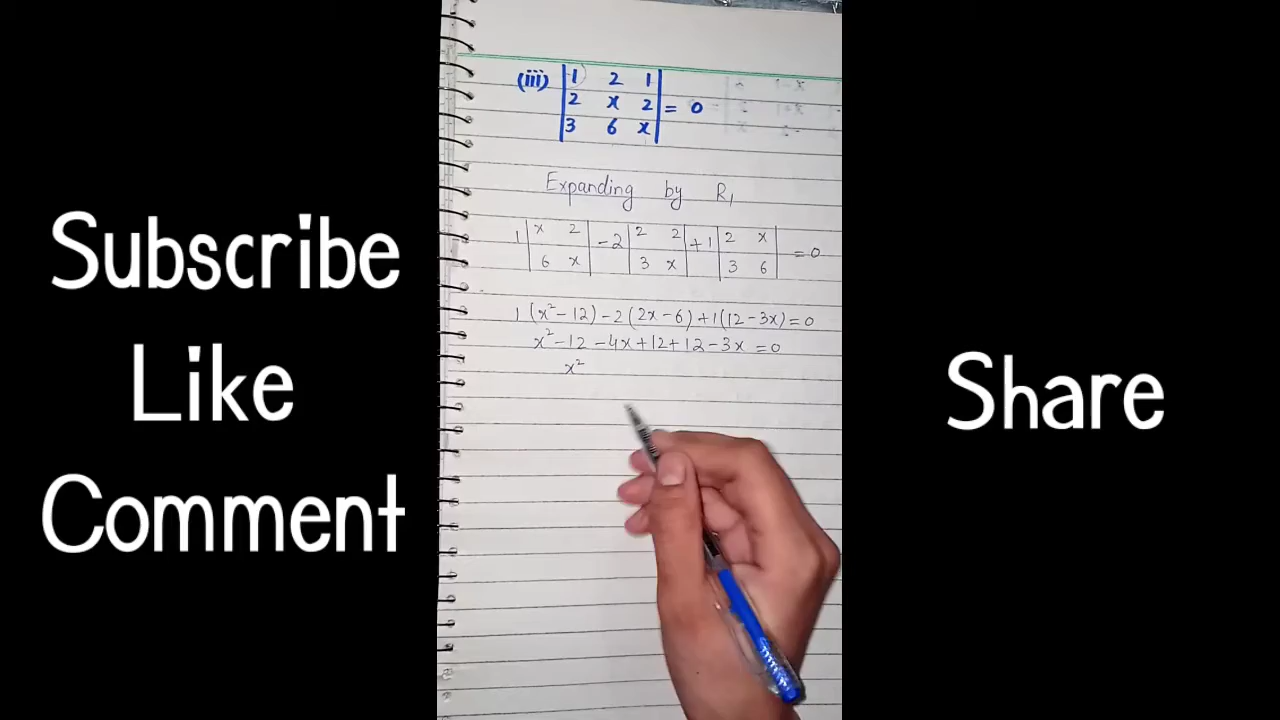 Subscribe
Like
Comment
(iii) | 1 2 1 |
| 2 x 2 | = 0
| 3 6 x |
Expanding by R₁
1 | x 2 | - 2 | 2 2 | + 1 | 2 x | = 0
| 6 x | | 3 x | | 3 6 |
1 (x² - 12) - 2 (2x - 6) + 1 (12 - 3x) = 0
x² - 12 - 4x + 12 + 12 - 3x = 0
x²
Share